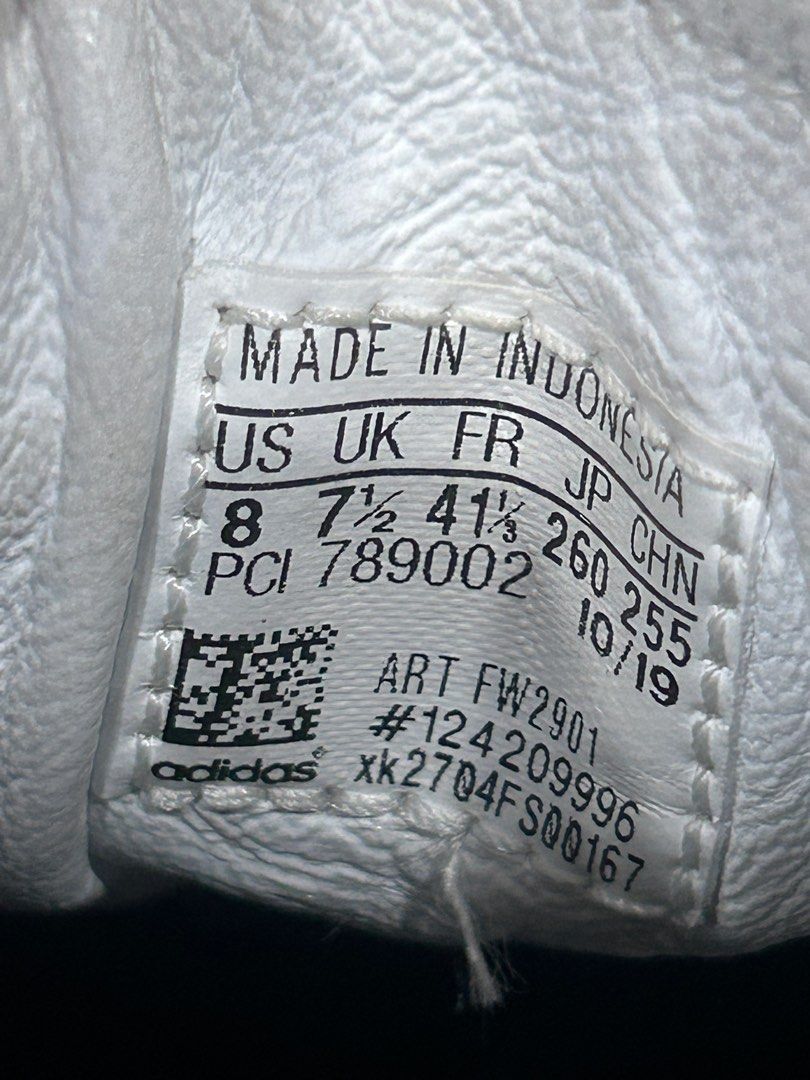 MADE IN INDONESIA
US UK FR JP CHN
8 7½ 41⅓ 260 255
PCI 789002 10/19
ART FW2901
#124209996
adidas® xk2704FS00167